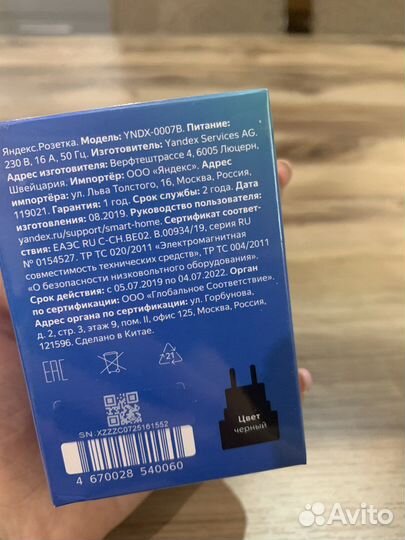 Яндекс.Розетка. Модель: YNDX-0007B. Питание:
230 В, 16 А, 50 Гц. Изготовитель: Yandex Services AG.
Адрес изготовителя: Верфтештрассе 4, 6005 Люцерн,
Швейцария. Импортёр: ООО «Яндекс». Адрес
импортёра: ул. Льва Толстого, 16, Москва, Россия,
119021. Гарантия: 1 год. Срок службы: 2 года. Дата
изготовления: 08.2019. Руководство пользователя:
yandex.ru/support/smart-home. Сертификат соответ-
ствия: ЕАЭС RU C-CH.BE02. B.00934/19, серия RU
№ 0154527. ТР ТС 020/2011 «Электромагнитная
совместимость технических средств», ТР ТС 004/2011
«О безопасности низковольтного оборудования».
Срок действия: с 05.07.2019 по 04.07.2022. Орган
по сертификации: ООО «Глобальное Соответствие».
Адрес органа по сертификации: ул. Горбунова,
д. 2, стр. 3, этаж 9, пом. II, офис 125, Москва, Россия,
121596. Сделано в Китае.
EAC
21
Цвет
черный
SN:XZZZC0725161552
4 670028 540060
Avito